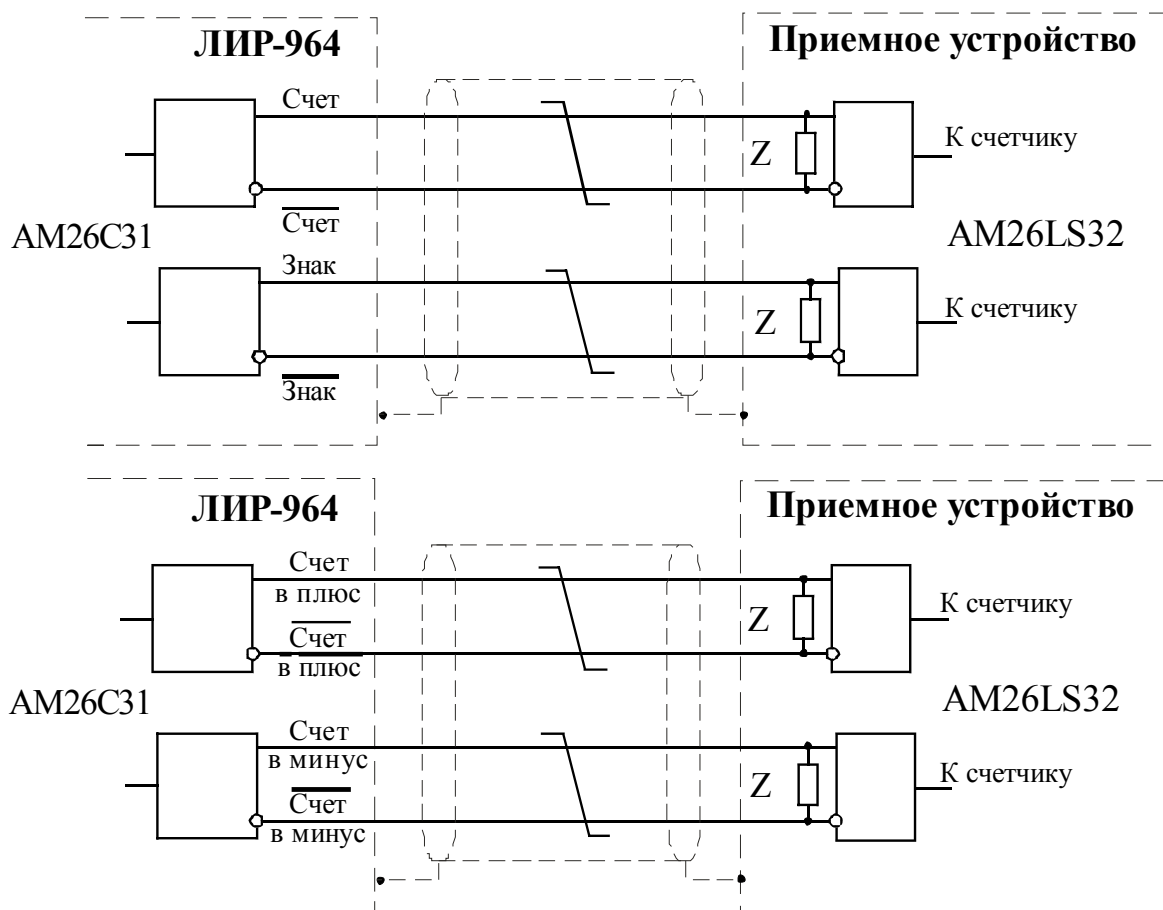 ЛИР-964
Приемное устройство
Счет
Z
К счетчику
Счет
AM26C31
AM26LS32
Знак
Z
К счетчику
Знак
ЛИР-964
Приемное устройство
Счет
в плюс
Z
К счетчику
Счет
в плюс
AM26C31
AM26LS32
Счет
в минус
Z
К счетчику
Счет
в минус